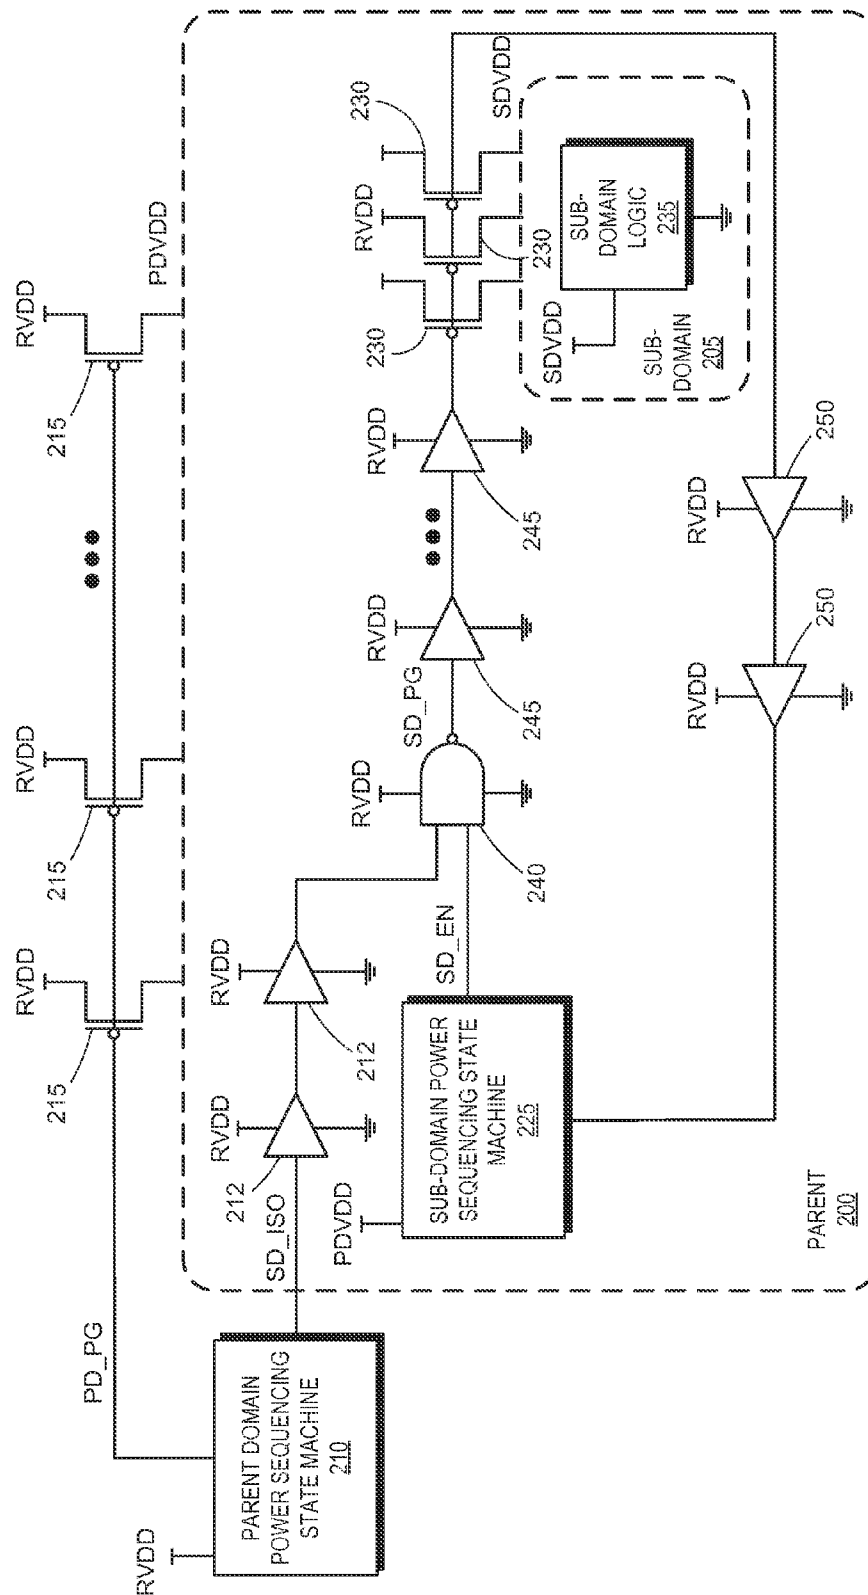 RVDD
PARENT DOMAIN
POWER SEQUENCING
STATE MACHINE
210
PD_PG
SD_ISO
RVDD
215
RVDD
215
RVDD
215
PDVDD
RVDD
212
RVDD
212
PDVDD
SUB-DOMAIN POWER
SEQUENCING STATE
MACHINE
225
SD_EN
RVDD
240
SD_PG
RVDD
245
RVDD
245
230
RVDD
230
230
SDVDD
SDVDD
SUB-
DOMAIN
LOGIC
235
SUB-
DOMAIN
205
RVDD
250
RVDD
250
PARENT
200